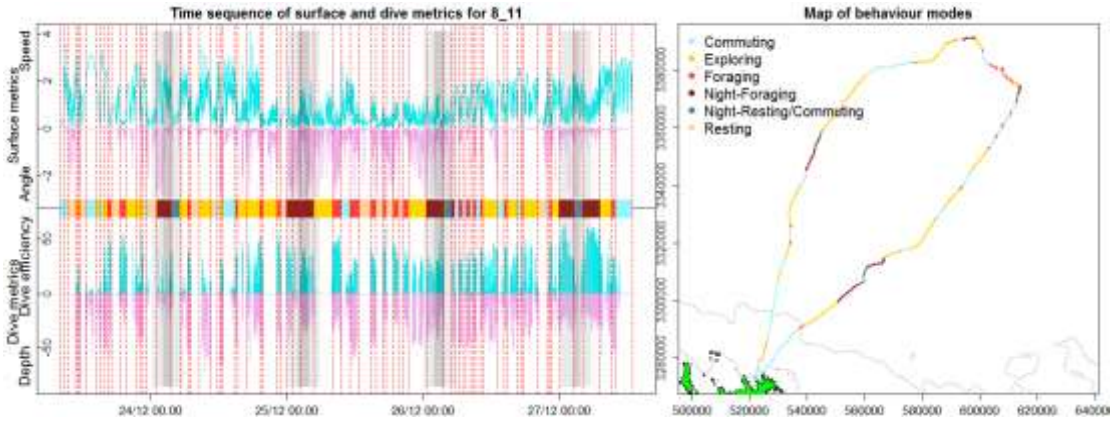 Time sequence of surface and dive metrics for 8_11
Speed
Surface metrics
Angle
Dive efficiency
Dive metrics
Depth
4
2
0
-2
50
0
-50
24/12 00:00
25/12 00:00
26/12 00:00
27/12 00:00
Map of behaviour modes
Commuting
Exploring
Foraging
Night-Foraging
Night-Resting/Commuting
Resting
3380000
3360000
3340000
3320000
3300000
3280000
500000
520000
540000
560000
580000
600000
620000
640000